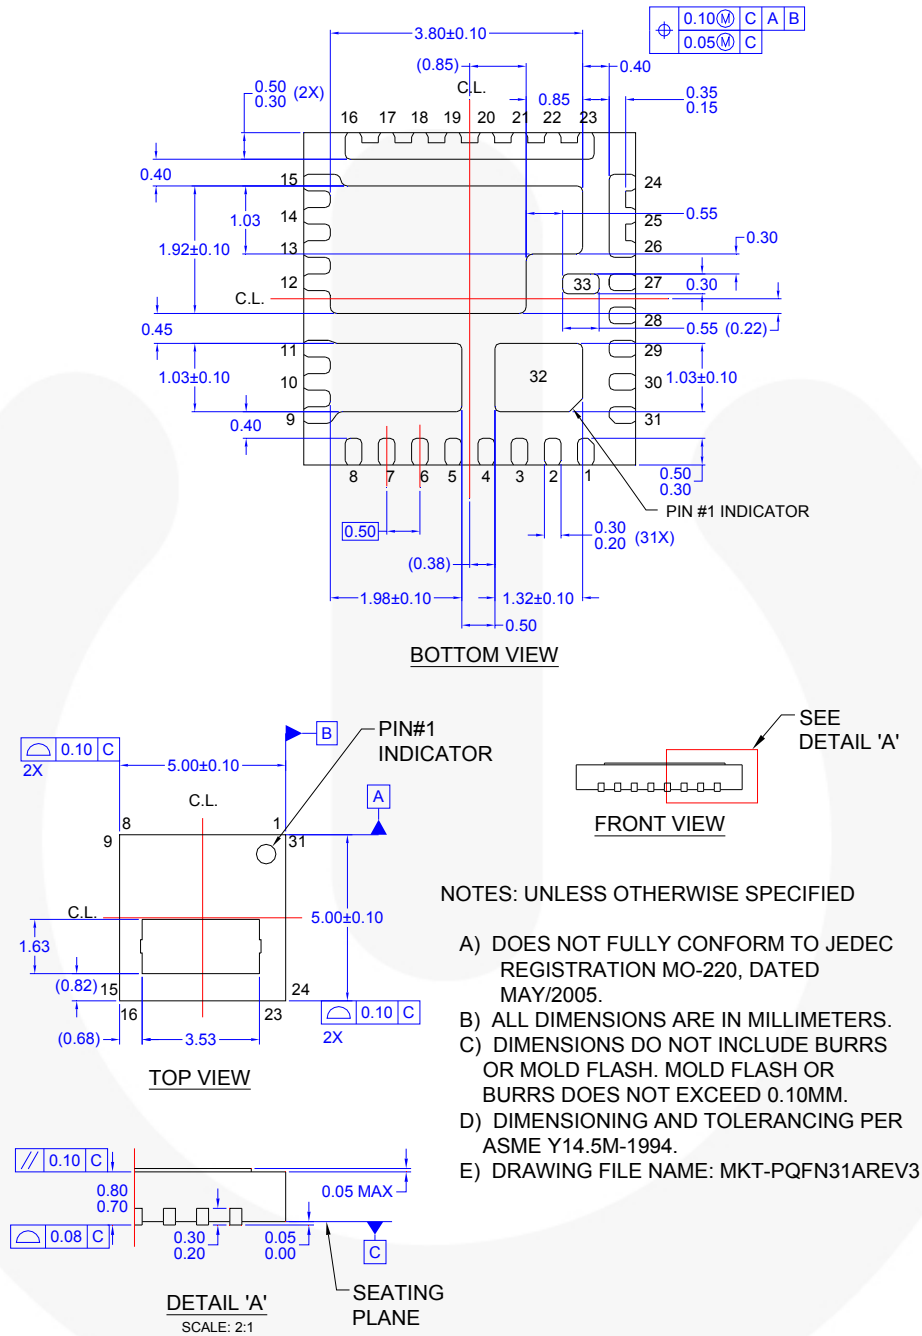 0.10Ⓜ C A B
0.05Ⓜ C
3.80±0.10
(0.85)
0.40
C.L.
0.50
0.30 (2X)
0.85
0.35
0.15
16 17 18 19 20 21 22 23
0.40
15
24
1.03
14
25
0.55
1.92±0.10
13
26
0.30
12
33
27
0.30
C.L.
28
0.55 (0.22)
0.45
11
29
1.03±0.10
10
32
30
1.03±0.10
0.40
9
31
8 7 6 5 4 3 2 1
0.50
0.30
PIN #1 INDICATOR
0.50
0.30
0.20 (31X)
(0.38)
1.98±0.10
1.32±0.10
0.50
BOTTOM VIEW
0.10 C
2X
B
PIN#1
INDICATOR
5.00±0.10
C.L.
A
8
1
9
31
C.L.
5.00±0.10
1.63
(0.82)
15
24
16
23
0.10 C
2X
(0.68)
3.53
TOP VIEW
SEE
DETAIL 'A'
FRONT VIEW
NOTES: UNLESS OTHERWISE SPECIFIED
A) DOES NOT FULLY CONFORM TO JEDEC
REGISTRATION MO-220, DATED
MAY/2005.
B) ALL DIMENSIONS ARE IN MILLIMETERS.
C) DIMENSIONS DO NOT INCLUDE BURRS
OR MOLD FLASH. MOLD FLASH OR
BURRS DOES NOT EXCEED 0.10MM.
D) DIMENSIONING AND TOLERANCING PER
ASME Y14.5M-1994.
E) DRAWING FILE NAME: MKT-PQFN31AREV3
// 0.10 C
0.80
0.70
0.05 MAX
0.08 C
0.30
0.20
0.05
0.00
C
SEATING
PLANE
DETAIL 'A'
SCALE: 2:1